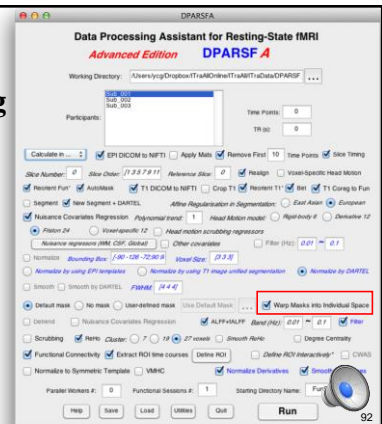 DPARSFA
Data Processing Assistant for Resting-State fMRI
Advanced Edition DPARSF A
g
Working Directory: /Users/ycg/Dropbox/fTraAllOnline/fTraAWITraData/DPARSF ...
Participants:
Sub_001
Sub_002
Sub_003
Time Points: 0
TR (s): 0
Calculate in ... EPI DICOM to NIFTI Apply Mats Remove First 10 Time Points Slice Timing
Slice Number: 0 Slice Order: [1 3 5 7 9 11 Reference Slice: 0 Realign Voxel-Specific Head Motion
Reorient Fun* AutoMask T1 DICOM to NIFTI Crop T1 Reorient T1* Bet T1 Coreg to Fun
Segment New Segment + DARTEL Affine Regularisation in Segmentation: East Asian European
Nuisance Covariates Regression Polynomial trend: 1 Head Motion model: Rigid-body 6 Derivative 12
Friston 24 Voxel-specific 12 Head motion scrubbing regressors
Nuisance regressors (WM, CSF, Global) Other covariates Filter (Hz): 0.01 ~ 0.1
Normalize Bounding Box: [-90 -126 -72;90 9 Voxel Size: [3 3 3]
Normalize by using EPI templates Normalize by using T1 image unified segmentation Normalize by DARTEL
Smooth Smooth by DARTEL FWHM: [4 4 4]
Default mask No mask User-defined mask Use Default Mask ... Warp Masks into Individual Space
Detrend Nuisance Covariates Regression ALFF+fALFF Band (Hz): 0.01 ~ 0.1 Filter
Scrubbing ReHo Cluster: 7 19 27 voxels Smooth ReHo Degree Centrality
Functional Connectivity Extract ROI time courses Define ROI Define ROI Interactively* CWAS
Normalize to Symmetric Template VMHC Normalize Derivatives Smooth
Parallel Workers #: 0 Functional Sessions #: 1 Starting Directory Name:
Help Save Load Utilities Quit Run
92